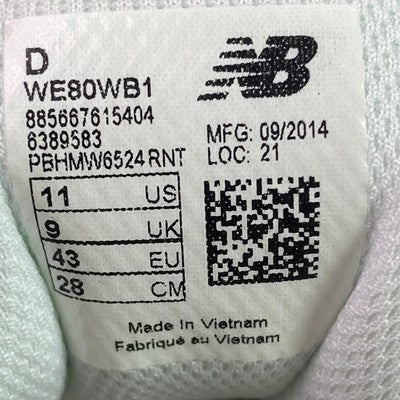 D
WE80WB1
885667615404
6389583
PBHMW6524 RNT
NB
MFG: 09/2014
LOC: 21
11 US
9 UK
43 EU
28 CM
Made In Vietnam
Fabriqué au Vietnam